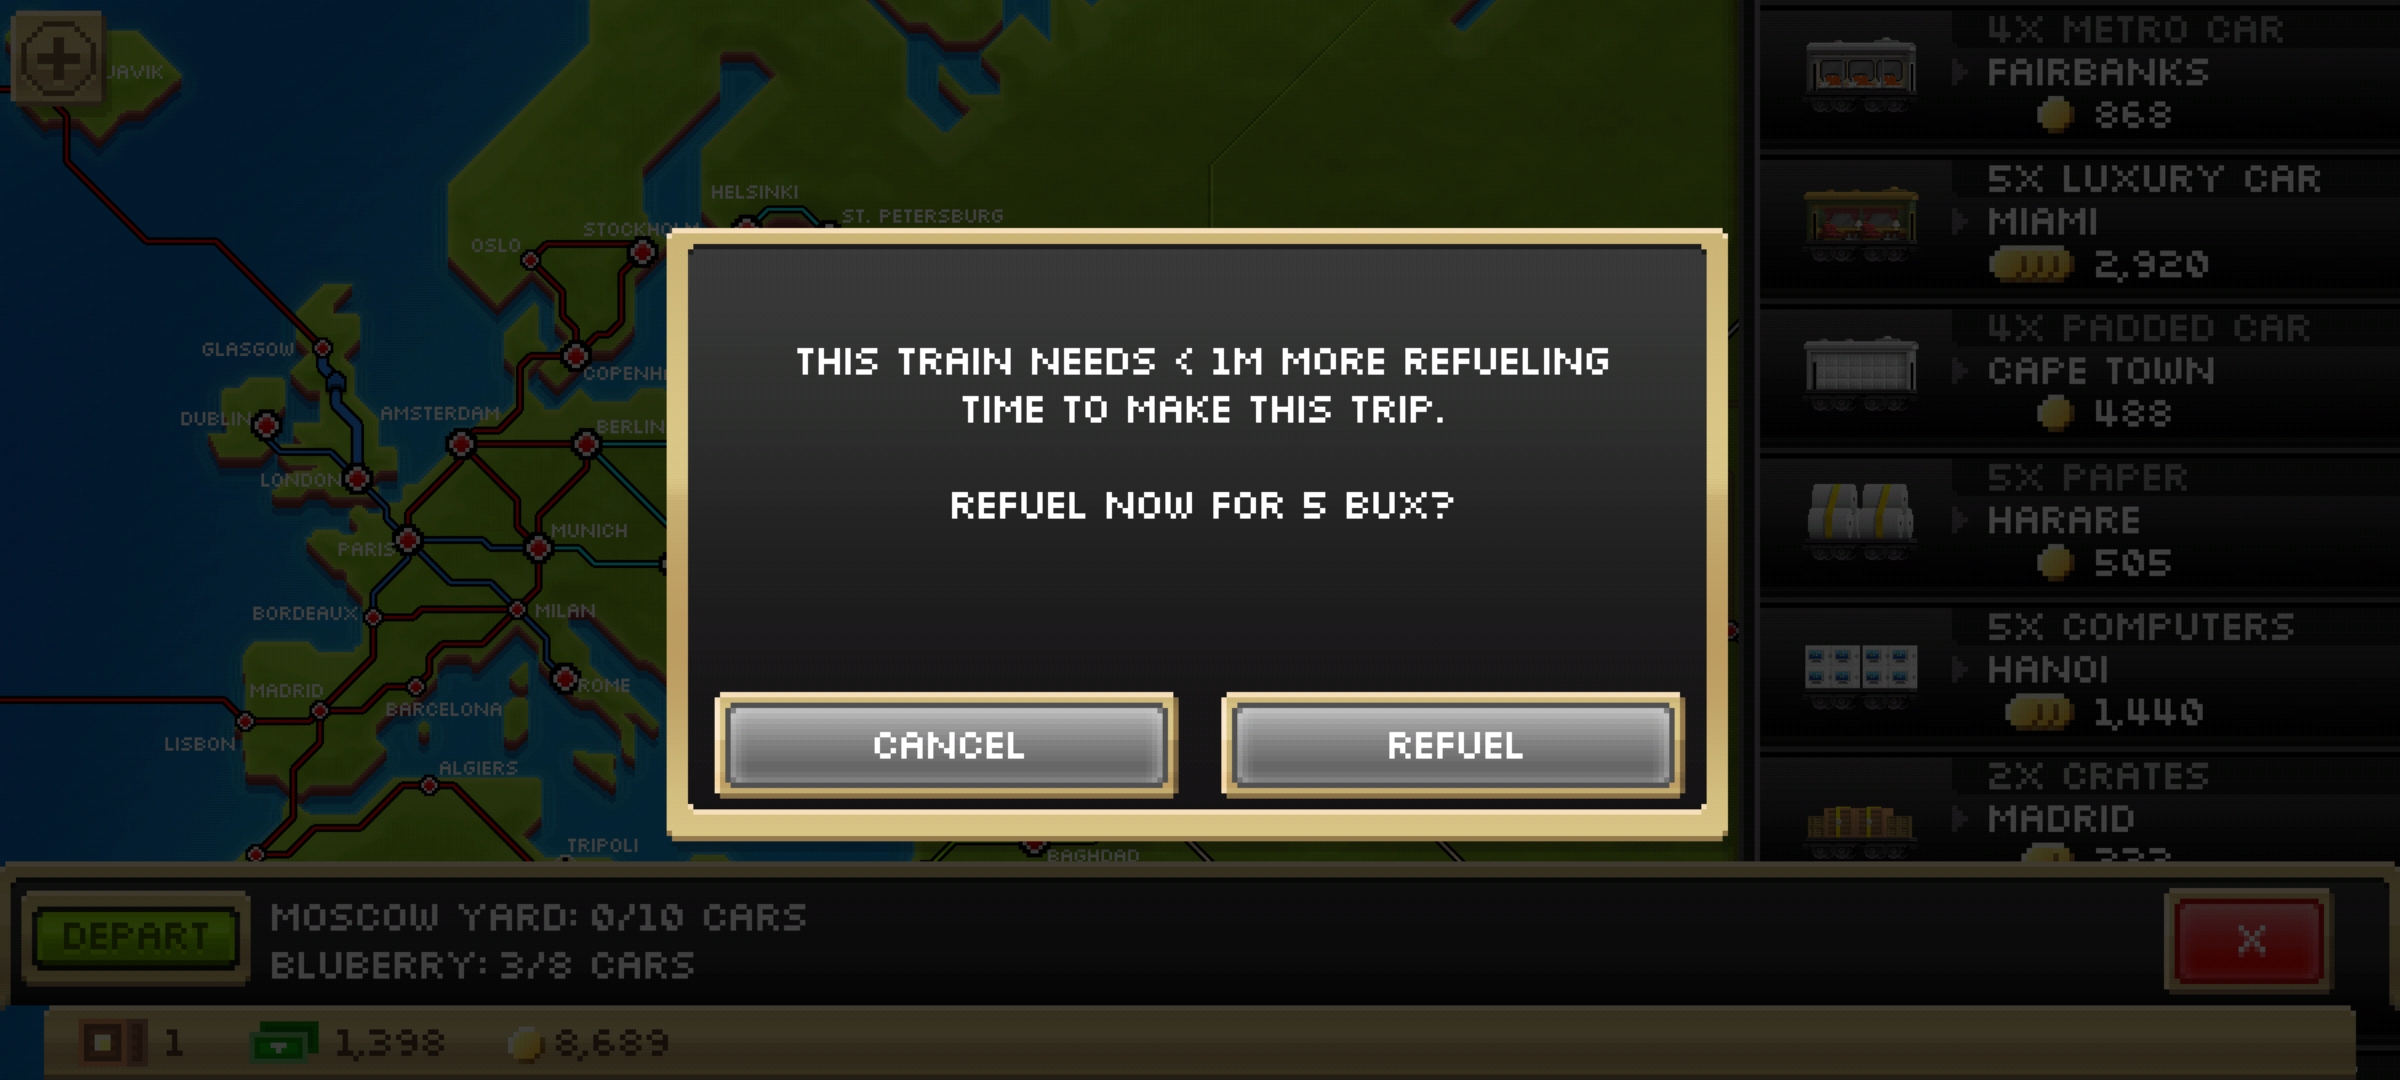 JAVIK
HELSINKI
ST. PETERSBURG
STOCKHOLM
OSLO
GLASGOW
COPENH
AMSTERDAM
DUBLIN
BERLIN
LONDON
MUNICH
PARIS
BORDEAUX
MILAN
ROME
MADRID
BARCELONA
LISBON
ALGIERS
TRIPOLI
BAGHDAD
THIS TRAIN NEEDS < 1M MORE REFUELING
TIME TO MAKE THIS TRIP.
REFUEL NOW FOR 5 BUX?
CANCEL
REFUEL
4X METRO CAR
FAIRBANKS
868
5X LUXURY CAR
MIAMI
2,920
4X PADDED CAR
CAPE TOWN
488
5X PAPER
HARARE
505
5X COMPUTERS
HANOI
1,440
2X CRATES
MADRID
DEPART
MOSCOW YARD: 0/10 CARS
BLUBERRY: 3/8 CARS
X
1
1,398
8,689